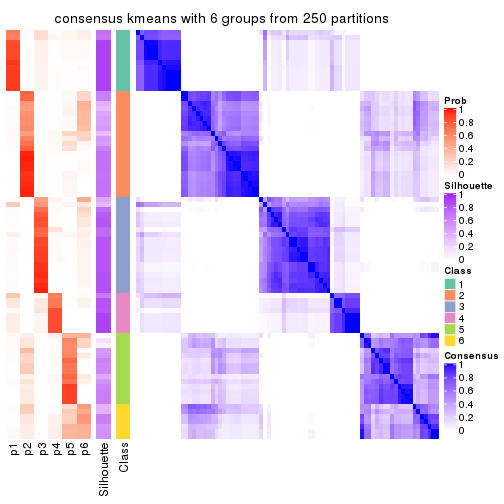 consensus kmeans with 6 groups from 250 partitions
Prob
1
0.8
0.6
0.4
0.2
0
Silhouette
1
0.8
0.6
0.4
0.2
0
Class
1
2
3
4
5
6
Consensus
1
0.8
0.6
0.4
0.2
0
p1
p2
p3
p4
p5
p6
Silhouette
Class